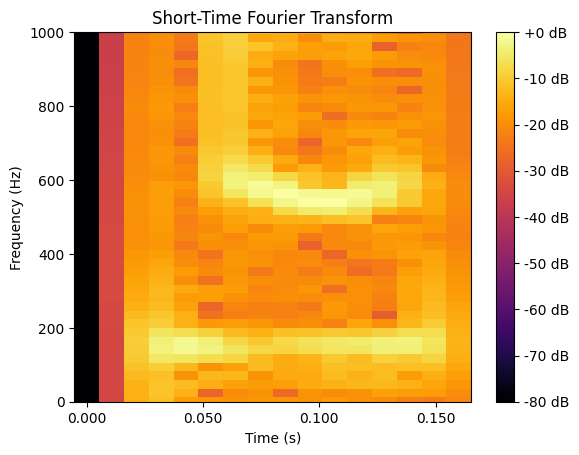 Short-Time Fourier Transform
1000
800
600
400
200
0
Frequency (Hz)
0.000
0.050
0.100
0.150
Time (s)
+0 dB
-10 dB
-20 dB
-30 dB
-40 dB
-50 dB
-60 dB
-70 dB
-80 dB